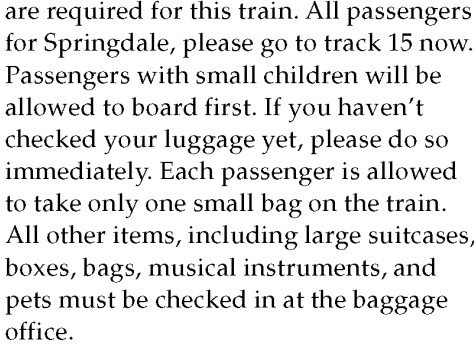 are required for this train. All passengers
for Springdale, please go to track 15 now.
Passengers with small children will be
allowed to board first. If you haven't
checked your luggage yet, please do so
immediately. Each passenger is allowed
to take only one small bag on the train.
All other items, including large suitcases,
boxes, bags, musical instruments, and
pets must be checked in at the baggage
office.